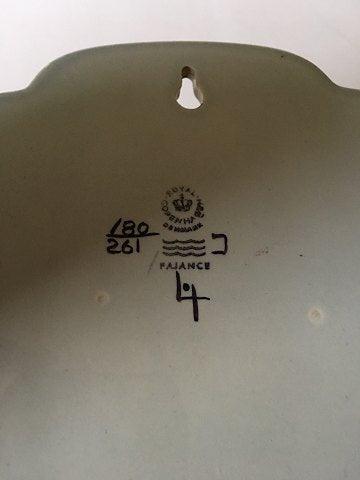 ROYAL COPENHAGEN
DENMARK
180
261
FAJANCE
4